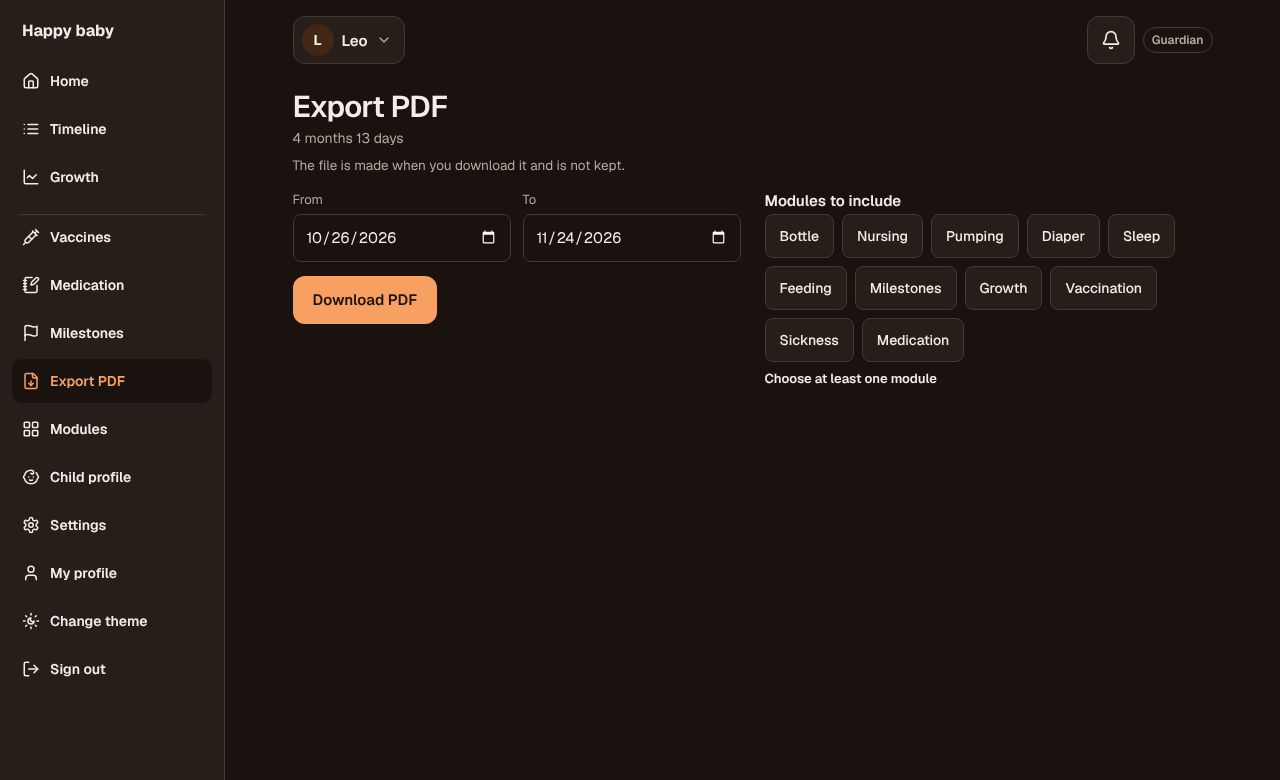 Happy baby
Home
Timeline
Growth
Vaccines
Medication
Milestones
Export PDF
Modules
Child profile
Settings
My profile
Change theme
Sign out
L Leo
Guardian
Export PDF
4 months 13 days
The file is made when you download it and is not kept.
From
10/26/2026
To
11/24/2026
Download PDF
Modules to include
Bottle Nursing Pumping Diaper Sleep
Feeding Milestones Growth Vaccination
Sickness Medication
Choose at least one module